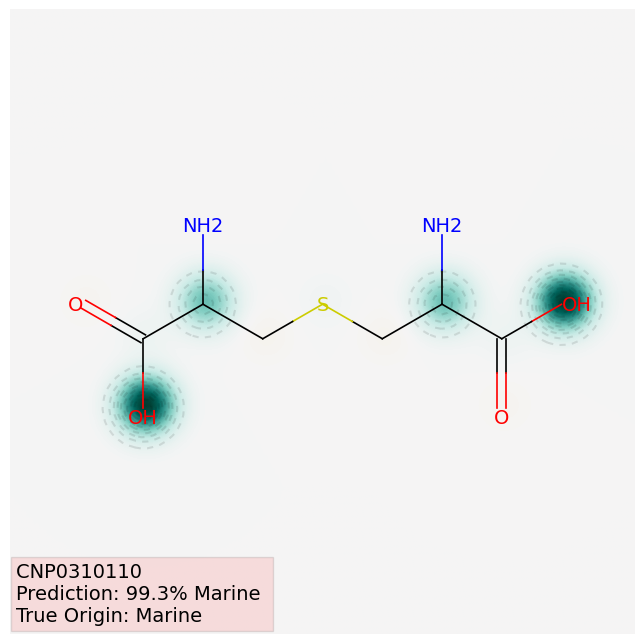 NH2 NH2
O S OH
OH O
CNP0310110
Prediction: 99.3% Marine
True Origin: Marine